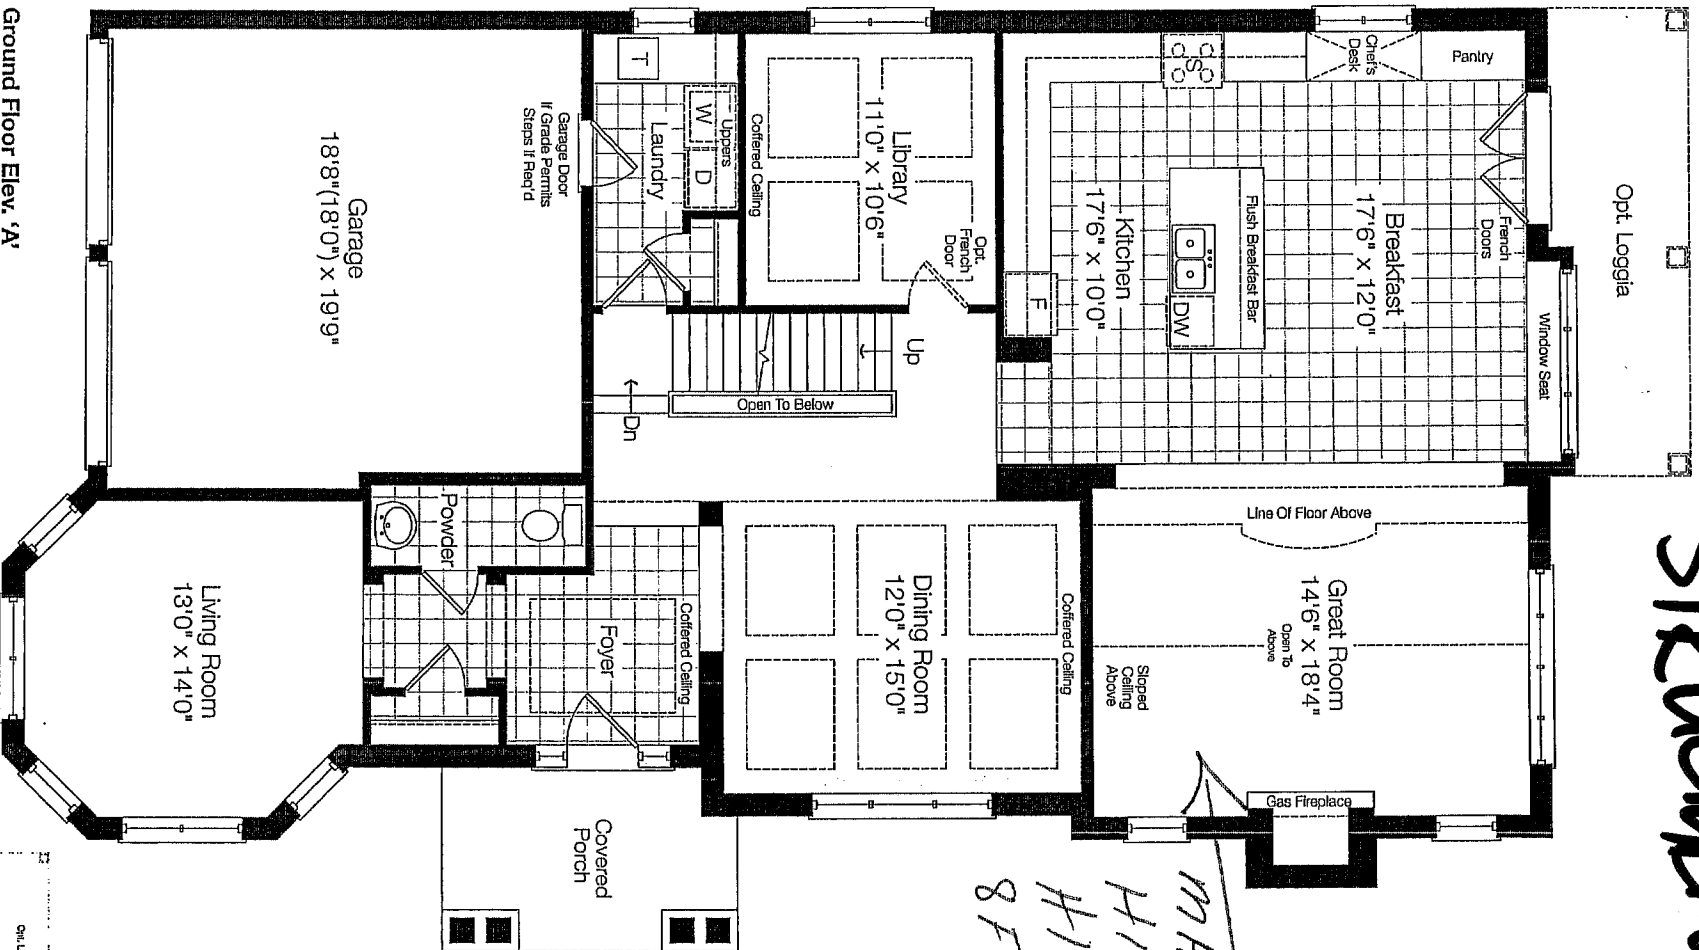 Opt. Loggia
Pantry
Chef's
Desk
S
French
Doors
Window Seat
Breakfast
17'6" x 12'0"
Flush Breakfast Bar
DW
Kitchen
17'6" x 10'0"
F
Line Of Floor Above
Great Room
14'6" x 18'4"
Open To
Above
Sloped
Ceiling
Above
Gas Fireplace
Library
11'0" x 10'6"
Coffered Ceiling
Opt.
French
Door
Up
Open To Below
Dn
Coffered Ceiling
Dining Room
12'0" x 15'0"
T
W
D
Uppers
Laundry
Garage Door
If Grade Permits
Steps If Req'd
Coffered Ceiling
Foyer
Powder
Covered
Porch
Garage
18'8"(18'0") x 19'9"
Living Room
13'0" x 14'0"
Ground Floor Elev. 'A'